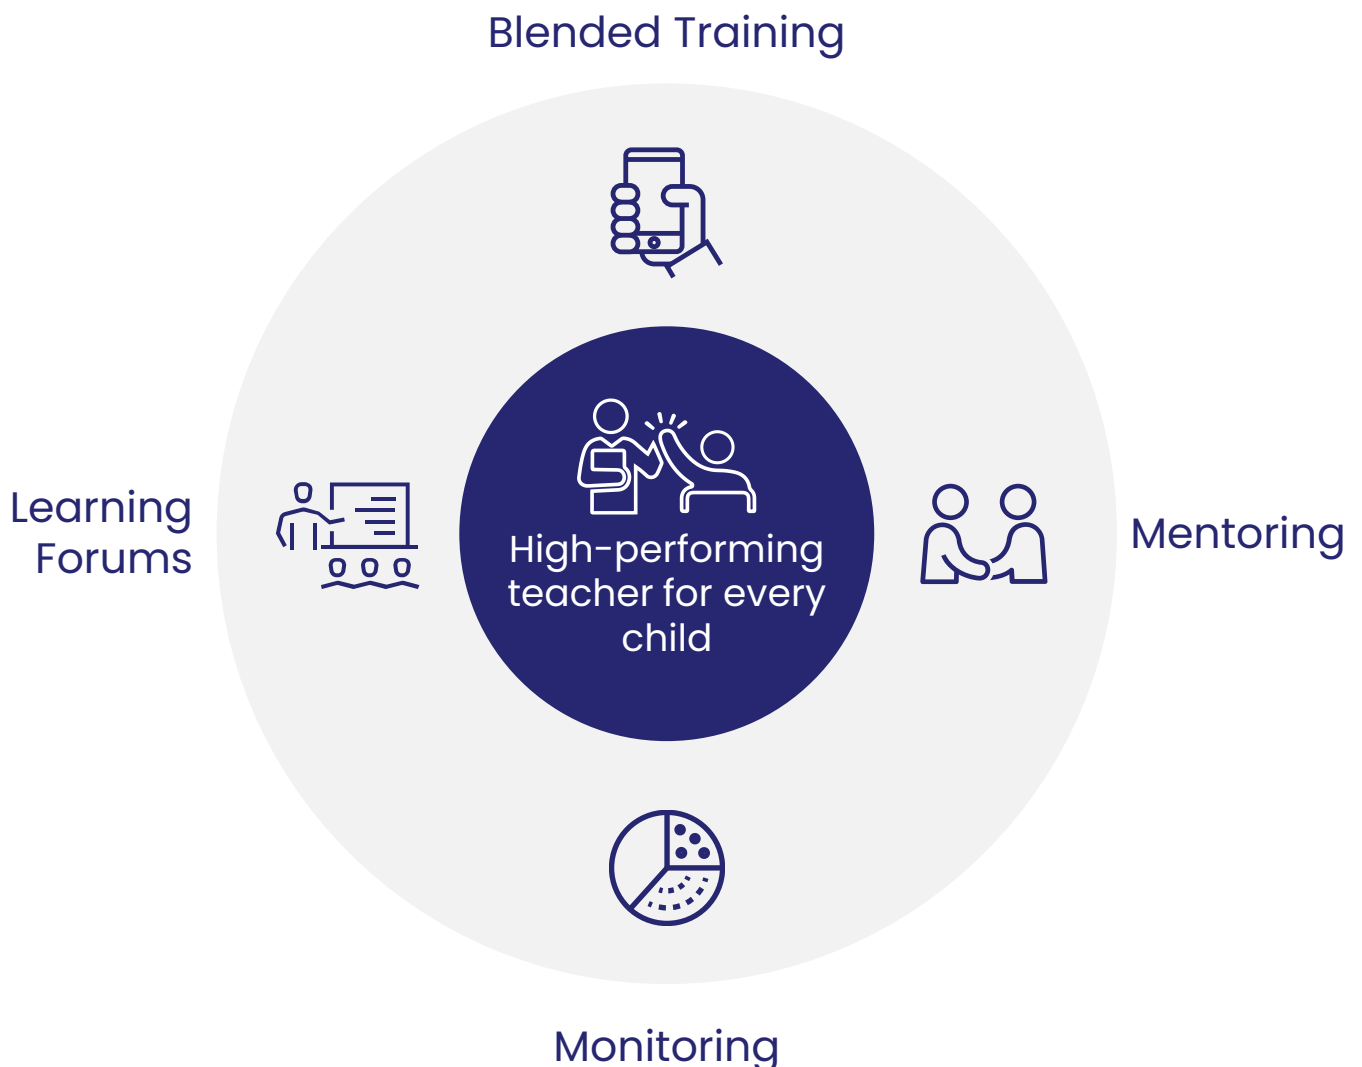 Blended Training
Learning
Forums
High-performing
teacher for every
child
Mentoring
Monitoring